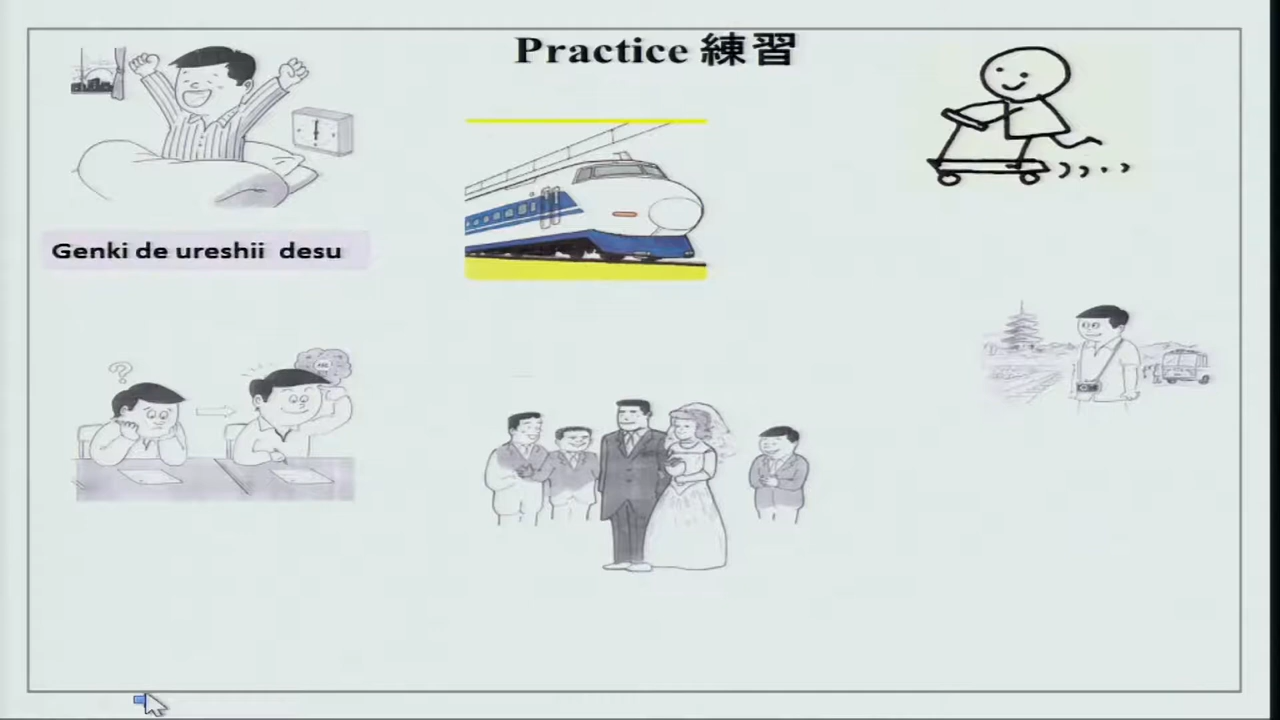 Practice 練習
Genki de ureshii desu
?